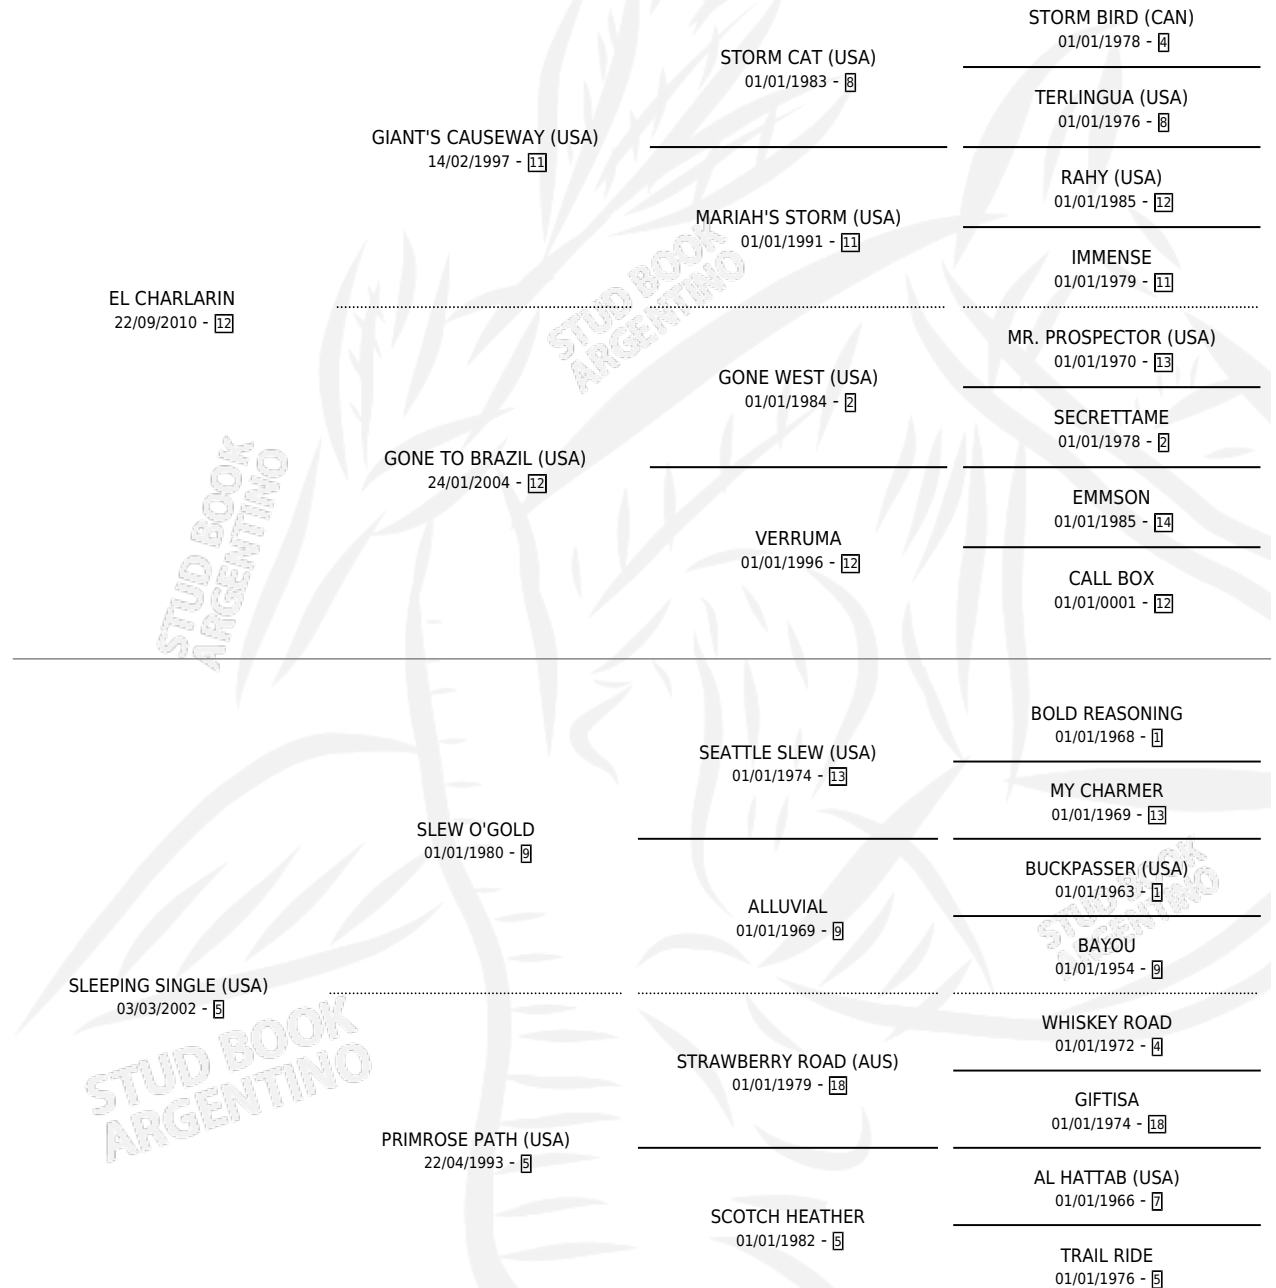 STORM BIRD (CAN)
01/01/1978 - 4
STORM CAT (USA)
01/01/1983 - 8
TERLINGUA (USA)
01/01/1976 - 8
GIANT'S CAUSEWAY (USA)
14/02/1997 - 11
RAHY (USA)
01/01/1985 - 12
MARIAH'S STORM (USA)
01/01/1991 - 11
IMMENSE
01/01/1979 - 11
EL CHARLARIN
22/09/2010 - 12
STUD BOOK
ARGENTINO
MR. PROSPECTOR (USA)
01/01/1970 - 13
GONE WEST (USA)
01/01/1984 - 2
SECRETTAME
01/01/1978 - 2
GONE TO BRAZIL (USA)
24/01/2004 - 12
EMMSON
01/01/1985 - 14
VERRUMA
01/01/1996 - 12
CALL BOX
01/01/0001 - 12
STUD BOOK
ARGENTINO
BOLD REASONING
01/01/1968 - 1
SEATTLE SLEW (USA)
01/01/1974 - 13
MY CHARMER
01/01/1969 - 13
SLEW O'GOLD
01/01/1980 - 9
BUCKPASSER (USA)
01/01/1963 - 1
ALLUVIAL
01/01/1969 - 9
BAYOU
01/01/1954 - 9
STUD BOOK
ARGENTINO
SLEEPING SINGLE (USA)
03/03/2002 - 5
WHISKEY ROAD
01/01/1972 - 4
STRAWBERRY ROAD (AUS)
01/01/1979 - 18
GIFTISA
01/01/1974 - 18
STUD BOOK
ARGENTINO
PRIMROSE PATH (USA)
22/04/1993 - 5
AL HATTAB (USA)
01/01/1966 - 7
SCOTCH HEATHER
01/01/1982 - 5
TRAIL RIDE
01/01/1976 - 5